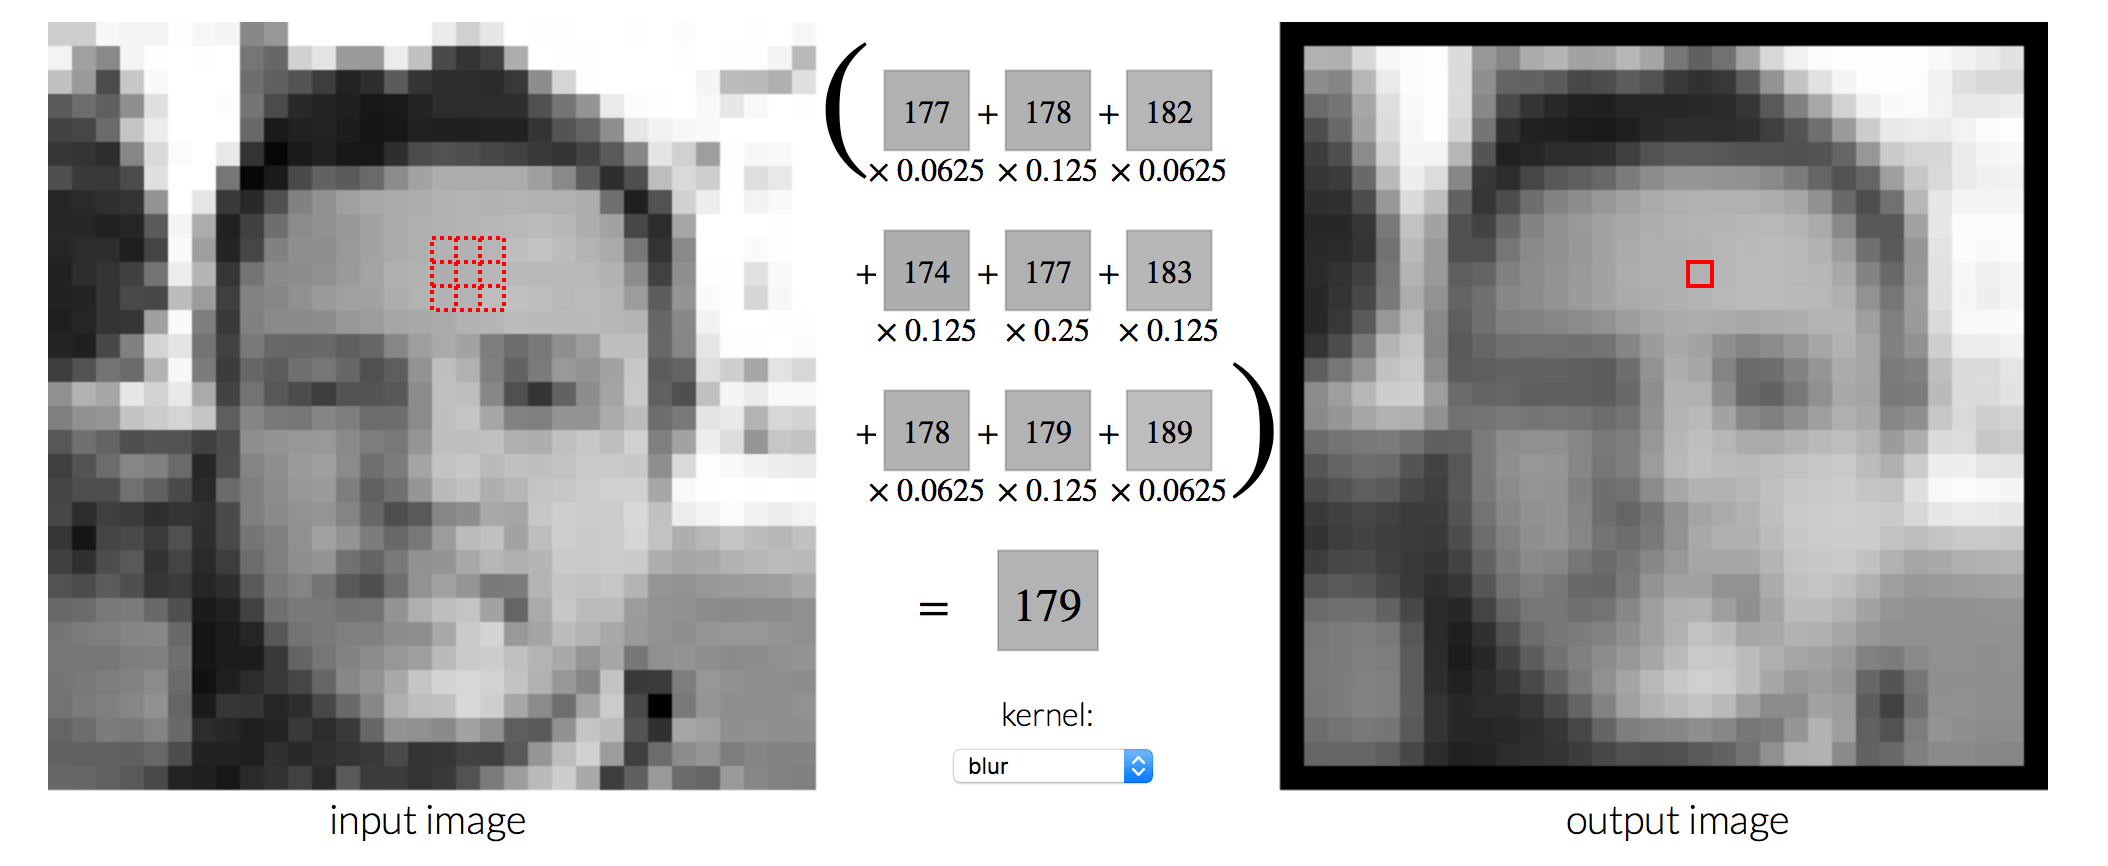 ( 177 + 178 + 182
× 0.0625 × 0.125 × 0.0625
+ 174 + 177 + 183
× 0.125 × 0.25 × 0.125
+ 178 + 179 + 189 )
× 0.0625 × 0.125 × 0.0625
= 179
kernel:
blur
input image
output image